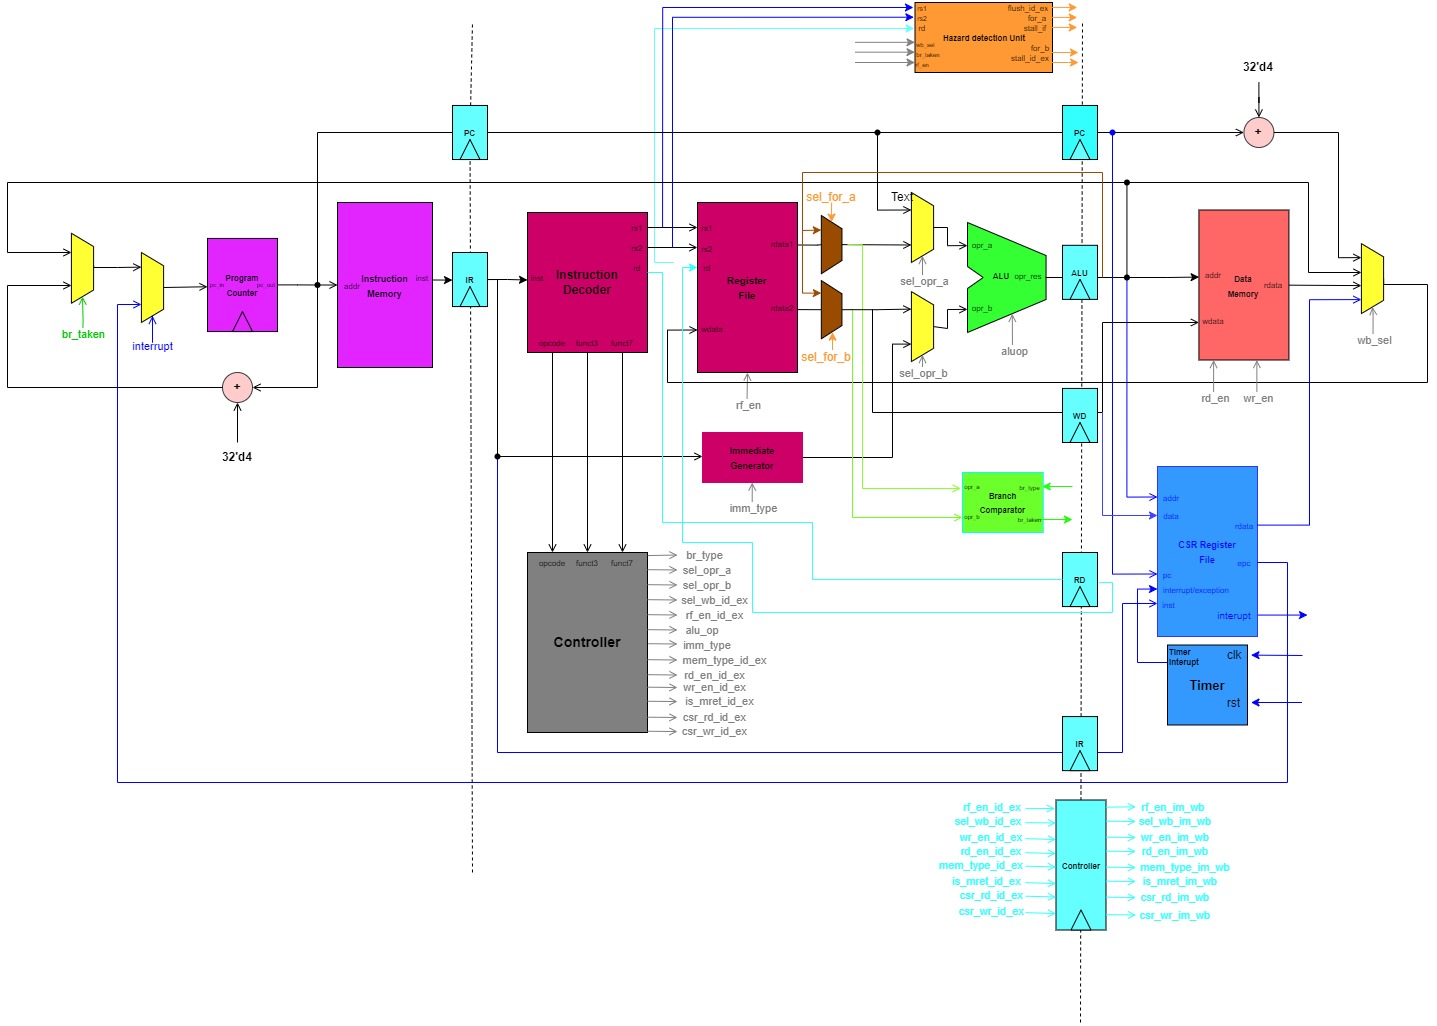 rs1
rs2
rd
wb_sel
br_taken
rf_en
Hazard detection Unit
flush_id_ex
for_a
stall_if
for_b
stall_id_ex
32'd4
PC
PC
+
br_taken
interrupt
pc_in
Program
Counter
pc_out
+
32'd4
addr
Instruction
Memory
inst
IR
inst
Instruction
Decoder
rs1
rs2
rd
opcode
funct3
funct7
rs1
rs2
rd
wdata
Register
File
rdata1
rdata2
rf_en
sel_for_a
sel_for_b
Text
sel_opr_a
sel_opr_b
opr_a
opr_b
ALU
opr_res
aluop
ALU
addr
wdata
Data
Memory
rdata
rd_en
wr_en
wb_sel
WD
Immediate
Generator
imm_type
opr_a
opr_b
Branch
Comparator
br_type
br_taken
RD
addr
data
CSR Register
File
pc
interrupt/exception
inst
rdata
epc
interupt
Timer
Interupt
clk
Timer
rst
opcode
funct3
funct7
Controller
br_type
sel_opr_a
sel_opr_b
sel_wb_id_ex
rf_en_id_ex
alu_op
imm_type
mem_type_id_ex
rd_en_id_ex
wr_en_id_ex
is_mret_id_ex
csr_rd_id_ex
csr_wr_id_ex
IR
rf_en_id_ex
sel_wb_id_ex
wr_en_id_ex
rd_en_id_ex
mem_type_id_ex
is_mret_id_ex
csr_rd_id_ex
csr_wr_id_ex
Controller
rf_en_im_wb
sel_wb_im_wb
wr_en_im_wb
rd_en_im_wb
mem_type_im_wb
is_mret_im_wb
csr_rd_im_wb
csr_wr_im_wb